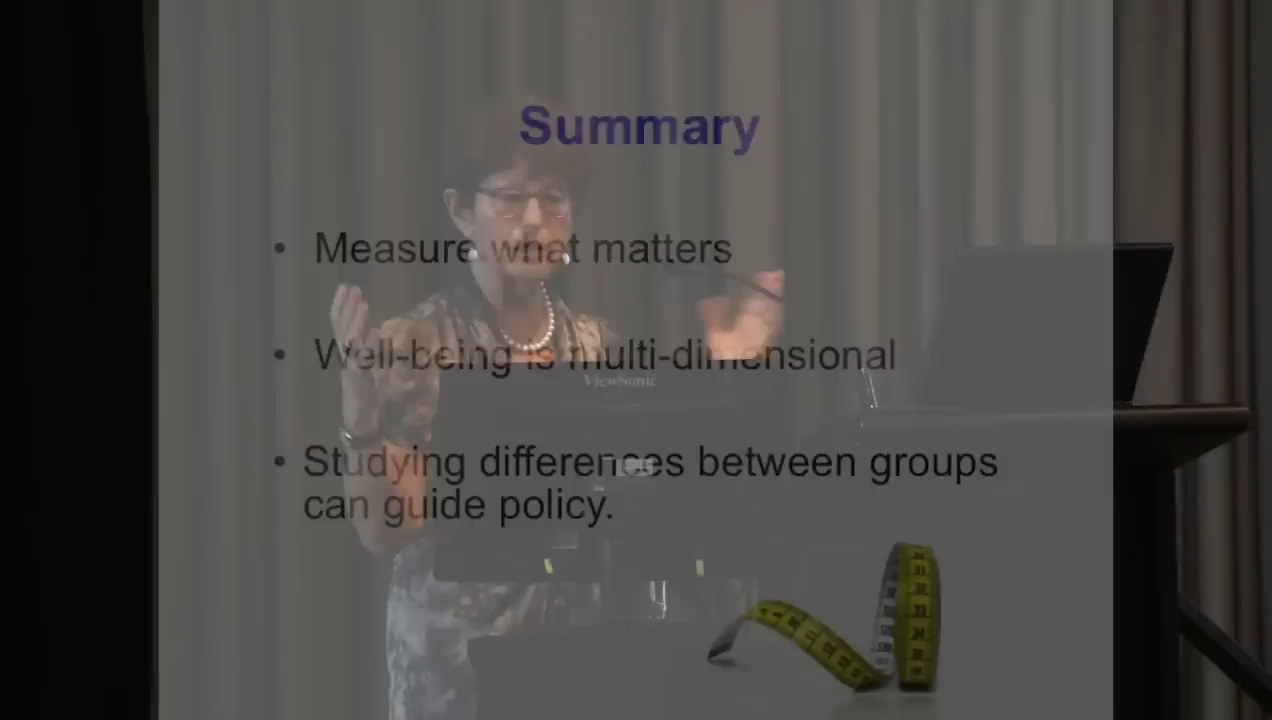 Summary
• Measure what matters
• Well-being is multi-dimensional
ViewSonic
• Studying differences between groups
can guide policy.